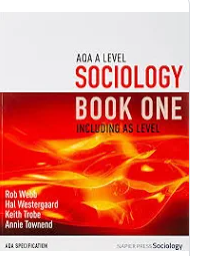 AQA A LEVEL
SOCIOLOGY
BOOK ONE
INCLUDING AS LEVEL
Rob Webb
Hal Westergaard
Keith Trobe
Annie Townend
AQA SPECIFICATION
NAPIER PRESS Sociology